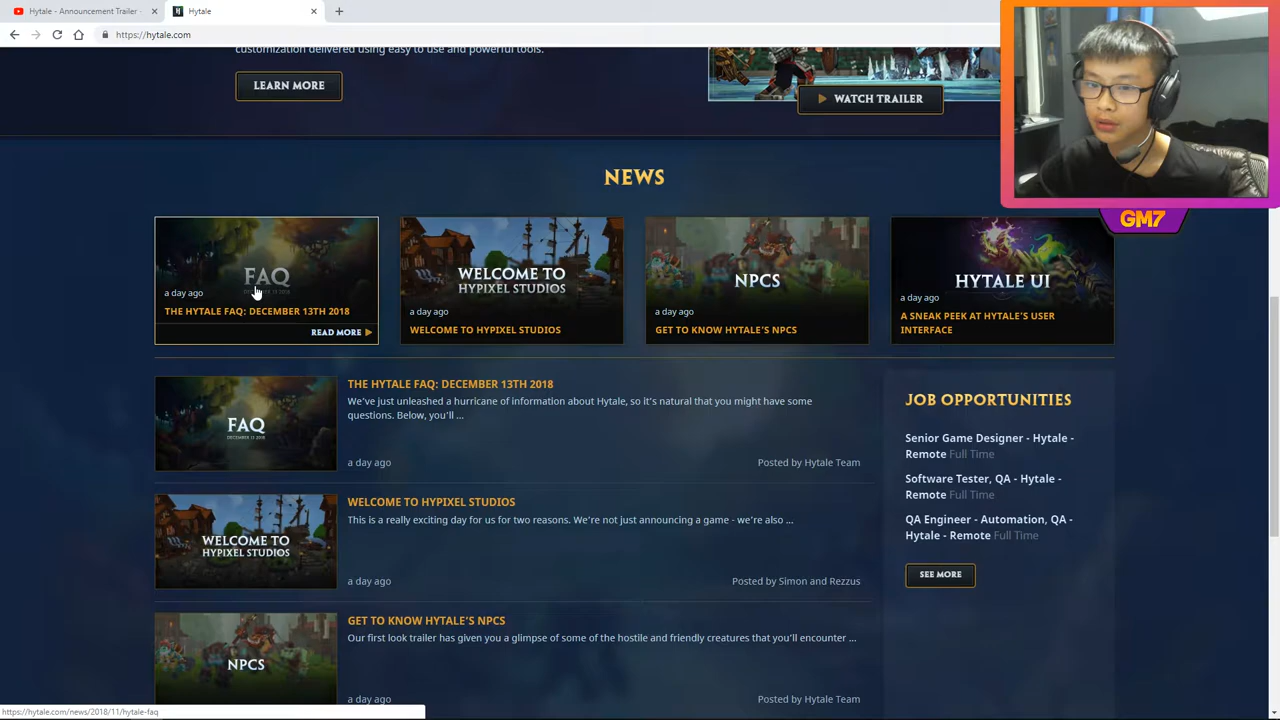 Hytale - Announcement Trailer -
Hytale
https://hytale.com
customization delivered using easy to use and powerful tools.
LEARN MORE
WATCH TRAILER
NEWS
GM7
FAQ
a day ago
THE HYTALE FAQ: DECEMBER 13TH 2018
READ MORE
WELCOME TO
HYPIXEL STUDIOS
a day ago
WELCOME TO HYPIXEL STUDIOS
NPCS
a day ago
GET TO KNOW HYTALE'S NPCS
HYTALE UI
a day ago
A SNEAK PEEK AT HYTALE'S USER
INTERFACE
FAQ
DECEMBER 13 2018
THE HYTALE FAQ: DECEMBER 13TH 2018
We've just unleashed a hurricane of information about Hytale, so it's natural that you might have some
questions. Below, you'll ...
a day ago
Posted by Hytale Team
WELCOME TO
HYPIXEL STUDIOS
WELCOME TO HYPIXEL STUDIOS
This is a really exciting day for us for two reasons. We're not just announcing a game - we're also ...
a day ago
Posted by Simon and Rezzus
NPCS
GET TO KNOW HYTALE'S NPCS
Our first look trailer has given you a glimpse of some of the hostile and friendly creatures that you'll encounter ...
a day ago
Posted by Hytale Team
JOB OPPORTUNITIES
Senior Game Designer - Hytale -
Remote Full Time
Software Tester, QA - Hytale -
Remote Full Time
QA Engineer - Automation, QA -
Hytale - Remote Full Time
SEE MORE
https://hytale.com/news/2018/11/hytale-faq